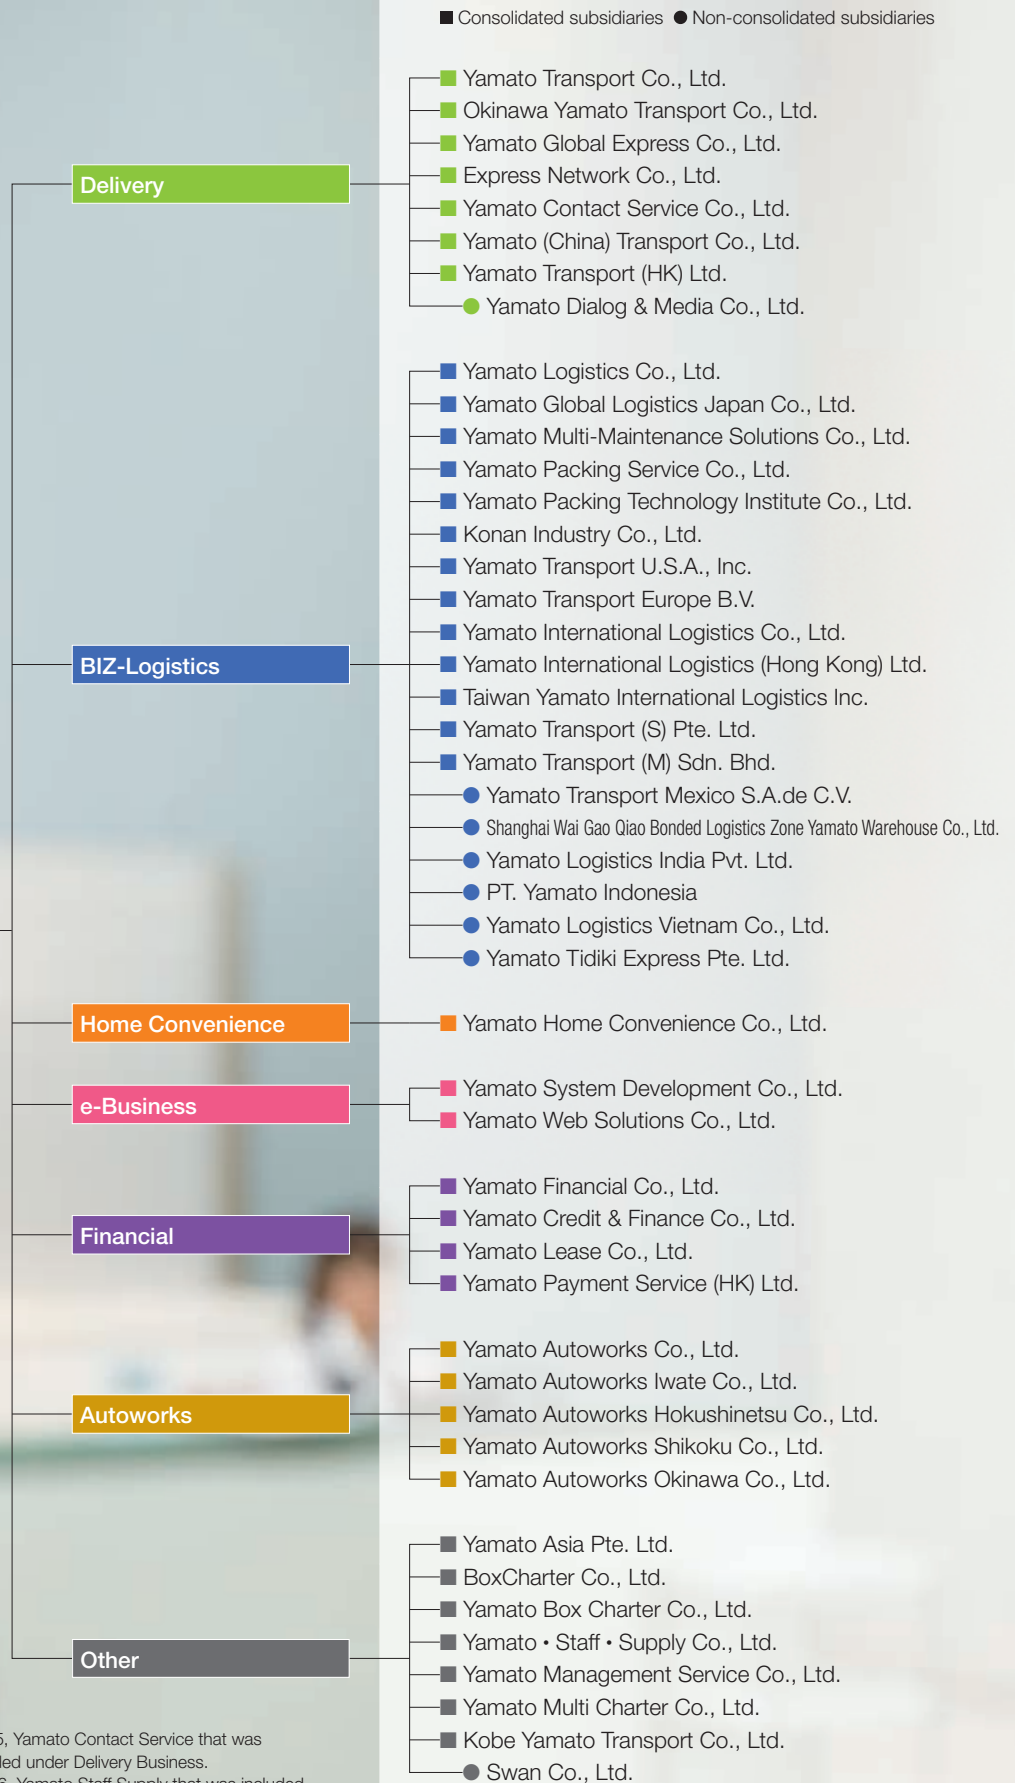 ■ Consolidated subsidiaries ● Non-consolidated subsidiaries
Delivery
Yamato Transport Co., Ltd.
Okinawa Yamato Transport Co., Ltd.
Yamato Global Express Co., Ltd.
Express Network Co., Ltd.
Yamato Contact Service Co., Ltd.
Yamato (China) Transport Co., Ltd.
Yamato Transport (HK) Ltd.
Yamato Dialog & Media Co., Ltd.
BIZ-Logistics
Yamato Logistics Co., Ltd.
Yamato Global Logistics Japan Co., Ltd.
Yamato Multi-Maintenance Solutions Co., Ltd.
Yamato Packing Service Co., Ltd.
Yamato Packing Technology Institute Co., Ltd.
Konan Industry Co., Ltd.
Yamato Transport U.S.A., Inc.
Yamato Transport Europe B.V.
Yamato International Logistics Co., Ltd.
Yamato International Logistics (Hong Kong) Ltd.
Taiwan Yamato International Logistics Inc.
Yamato Transport (S) Pte. Ltd.
Yamato Transport (M) Sdn. Bhd.
Yamato Transport Mexico S.A.de C.V.
Shanghai Wai Gao Qiao Bonded Logistics Zone Yamato Warehouse Co., Ltd.
Yamato Logistics India Pvt. Ltd.
PT. Yamato Indonesia
Yamato Logistics Vietnam Co., Ltd.
Yamato Tidiki Express Pte. Ltd.
Home Convenience
Yamato Home Convenience Co., Ltd.
e-Business
Yamato System Development Co., Ltd.
Yamato Web Solutions Co., Ltd.
Financial
Yamato Financial Co., Ltd.
Yamato Credit & Finance Co., Ltd.
Yamato Lease Co., Ltd.
Yamato Payment Service (HK) Ltd.
Autoworks
Yamato Autoworks Co., Ltd.
Yamato Autoworks Iwate Co., Ltd.
Yamato Autoworks Hokushinetsu Co., Ltd.
Yamato Autoworks Shikoku Co., Ltd.
Yamato Autoworks Okinawa Co., Ltd.
Other
Yamato Asia Pte. Ltd.
BoxCharter Co., Ltd.
Yamato Box Charter Co., Ltd.
Yamato • Staff • Supply Co., Ltd.
Yamato Management Service Co., Ltd.
Yamato Multi Charter Co., Ltd.
Kobe Yamato Transport Co., Ltd.
Swan Co., Ltd.
5, Yamato Contact Service that was
led under Delivery Business.
Yamato Staff Supply that was included